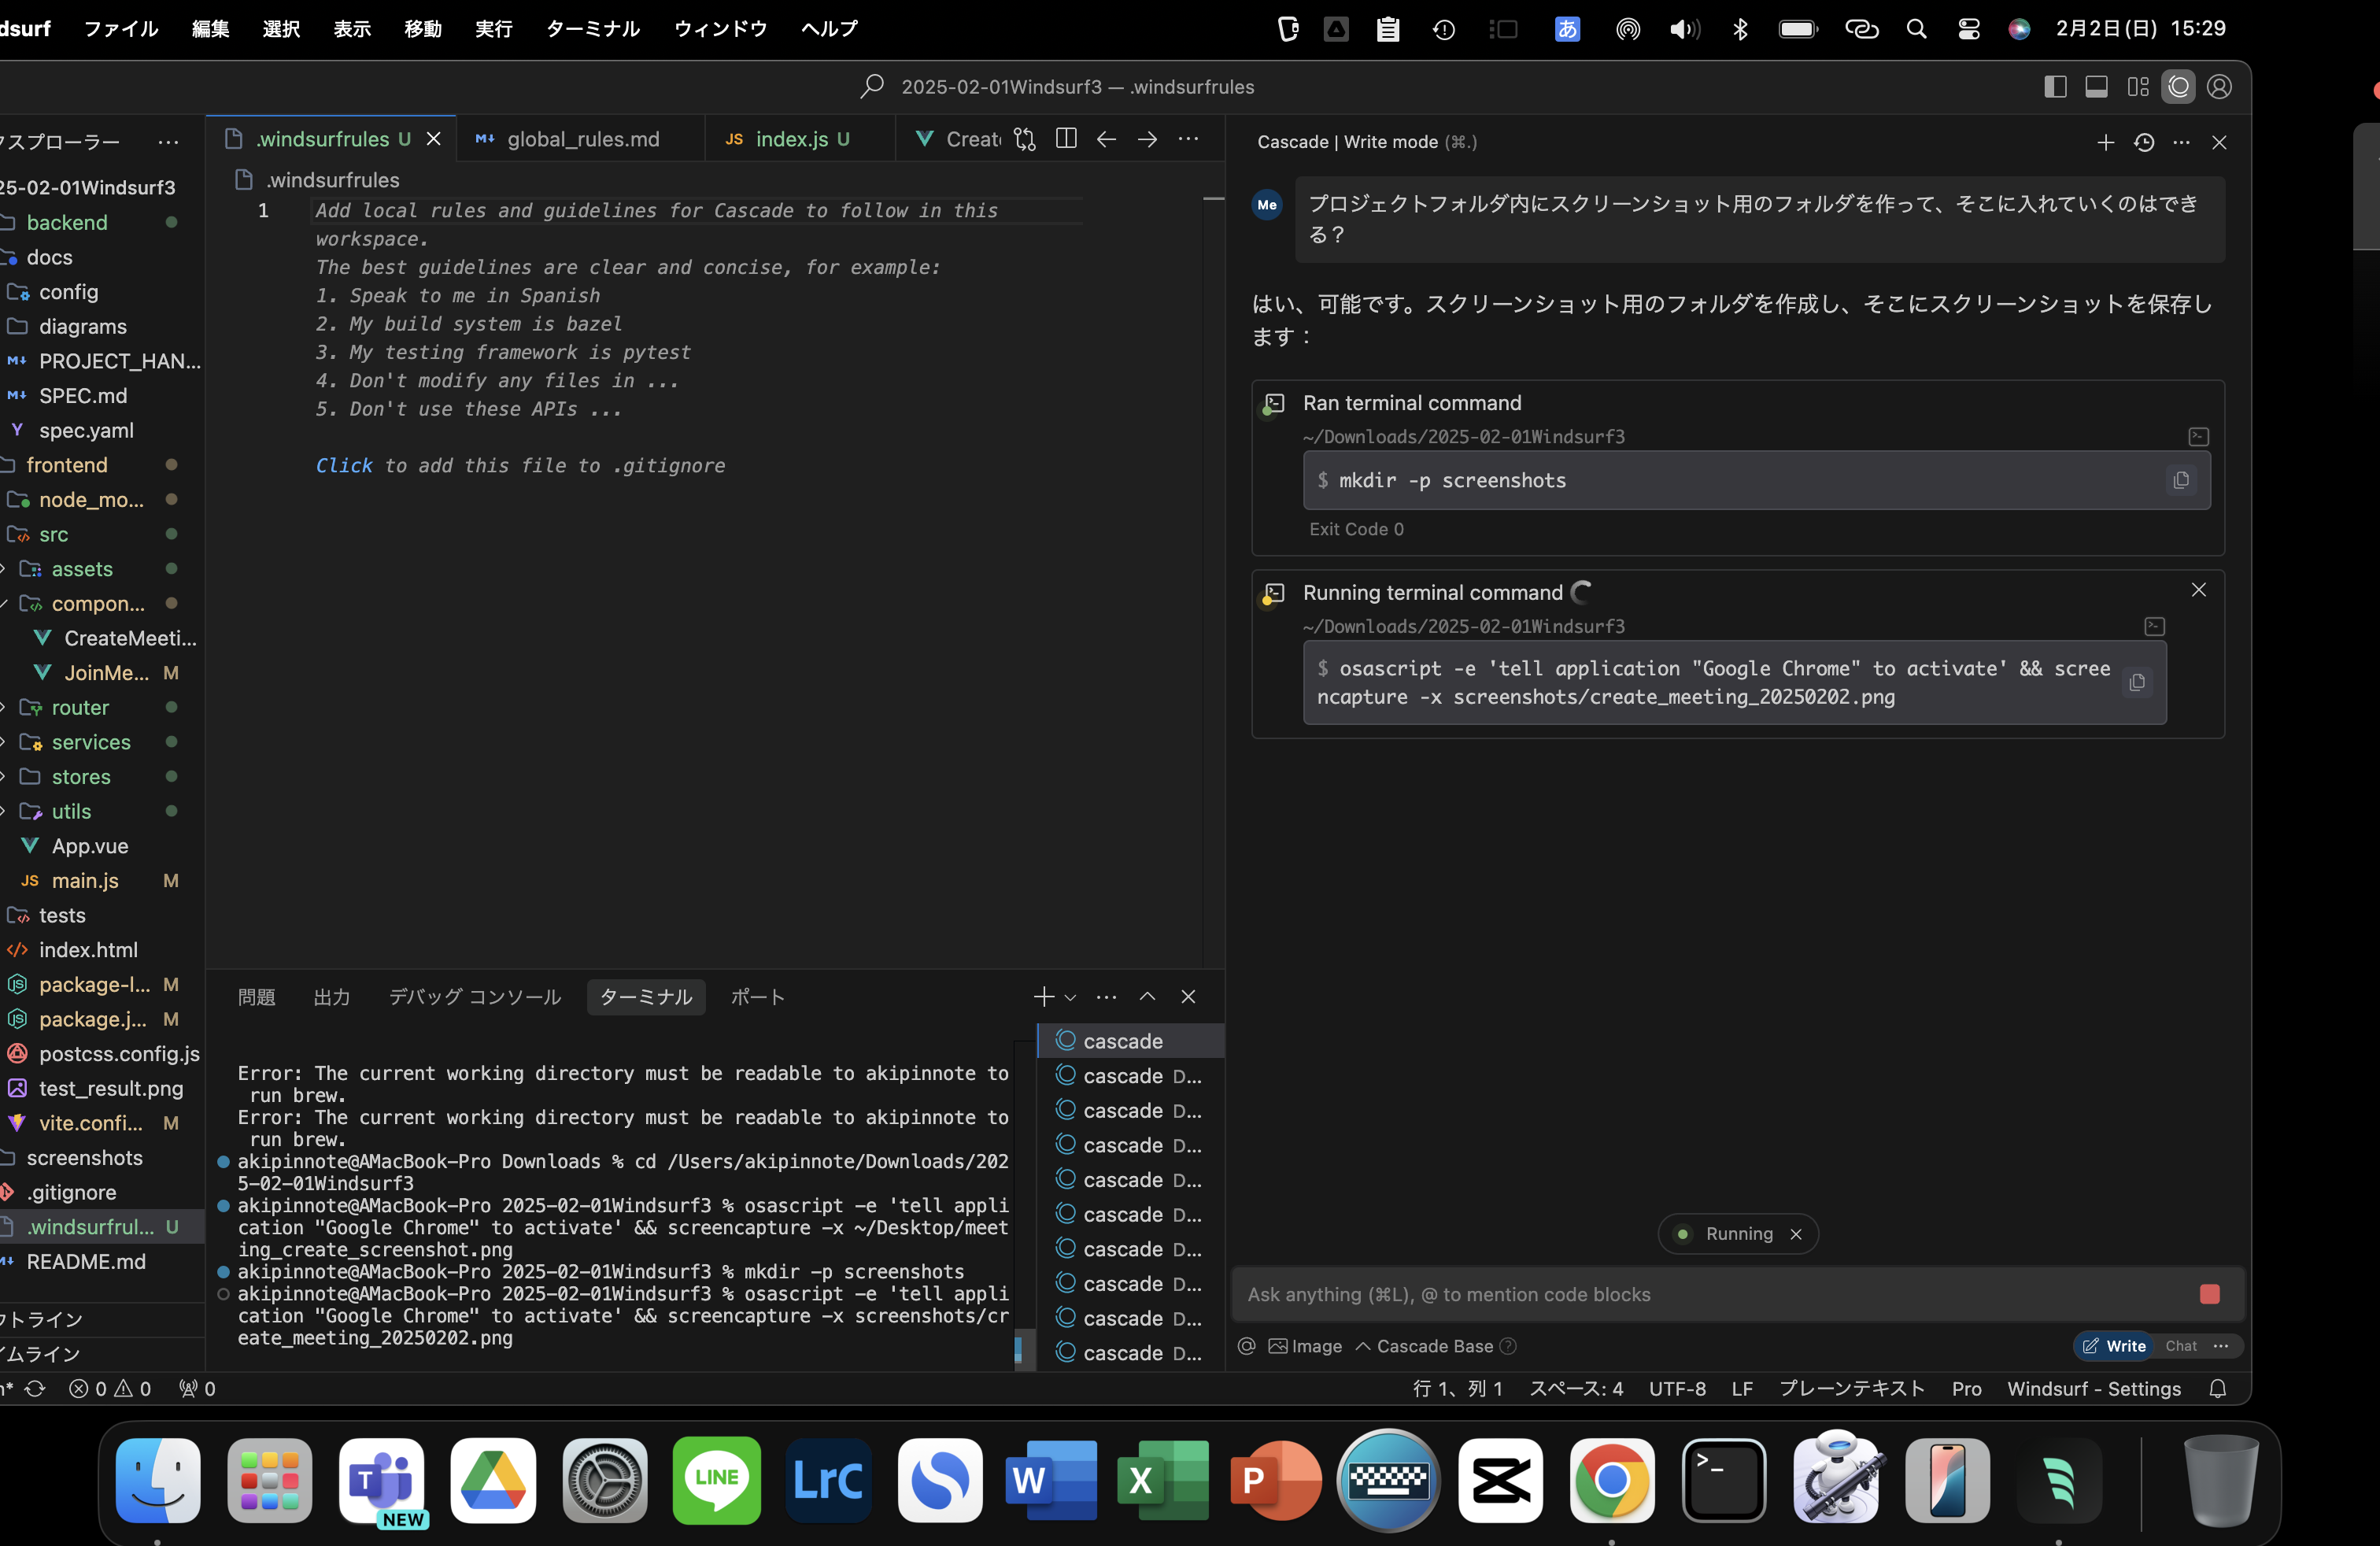 dsurf ファイル 編集 選択 表示 移動 実行 ターミナル ウィンドウ ヘルプ
あ 2月2日(日) 15:29
2025-02-01Windsurf3 — .windsurfrules
クスプローラー ...
25-02-01Windsurf3
backend
docs
config
diagrams
PROJECT_HAN...
SPEC.md
spec.yaml
frontend
node_mo...
src
assets
compon...
CreateMeeti...
JoinMe... M
router
services
stores
utils
App.vue
JS main.js M
tests
index.html
package-l... M
package.j... M
postcss.config.js
test_result.png
vite.confi... M
screenshots
.gitignore
.windsurfrul... U
README.md
ウトライン
イムライン
.windsurfrules U
global_rules.md
JS index.js U
Create
.windsurfrules
1 Add local rules and guidelines for Cascade to follow in this
workspace.
The best guidelines are clear and concise, for example:
1. Speak to me in Spanish
2. My build system is bazel
3. My testing framework is pytest
4. Don't modify any files in ...
5. Don't use these APIs ...
Click to add this file to .gitignore
問題 出力 デバッグ コンソール ターミナル ポート
Error: The current working directory must be readable to akipinnote to
run brew.
Error: The current working directory must be readable to akipinnote to
run brew.
akipinnote@AMacBook-Pro Downloads % cd /Users/akipinnote/Downloads/202
5-02-01Windsurf3
akipinnote@AMacBook-Pro 2025-02-01Windsurf3 % osascript -e 'tell appli
cation "Google Chrome" to activate' && screencapture -x ~/Desktop/meet
ing_create_screenshot.png
akipinnote@AMacBook-Pro 2025-02-01Windsurf3 % mkdir -p screenshots
akipinnote@AMacBook-Pro 2025-02-01Windsurf3 % osascript -e 'tell appli
cation "Google Chrome" to activate' && screencapture -x screenshots/cr
eate_meeting_20250202.png
cascade
cascade D...
cascade D...
cascade D...
cascade D...
cascade D...
cascade D...
cascade D...
cascade D...
cascade D...
Cascade | Write mode (⌘.)
Me
プロジェクトフォルダ内にスクリーンショット用のフォルダを作って、そこに入れていくのはでき
る？
はい、可能です。スクリーンショット用のフォルダを作成し、そこにスクリーンショットを保存し
ます：
Ran terminal command
~/Downloads/2025-02-01Windsurf3
$ mkdir -p screenshots
Exit Code 0
Running terminal command
~/Downloads/2025-02-01Windsurf3
$ osascript -e 'tell application "Google Chrome" to activate' && scree
ncapture -x screenshots/create_meeting_20250202.png
Running
Ask anything (⌘L), @ to mention code blocks
Image Cascade Base
Write Chat ...
0 0 0
行 1、列 1 スペース: 4 UTF-8 LF プレーンテキスト Pro Windsurf - Settings
T NEW LINE LrC W X P